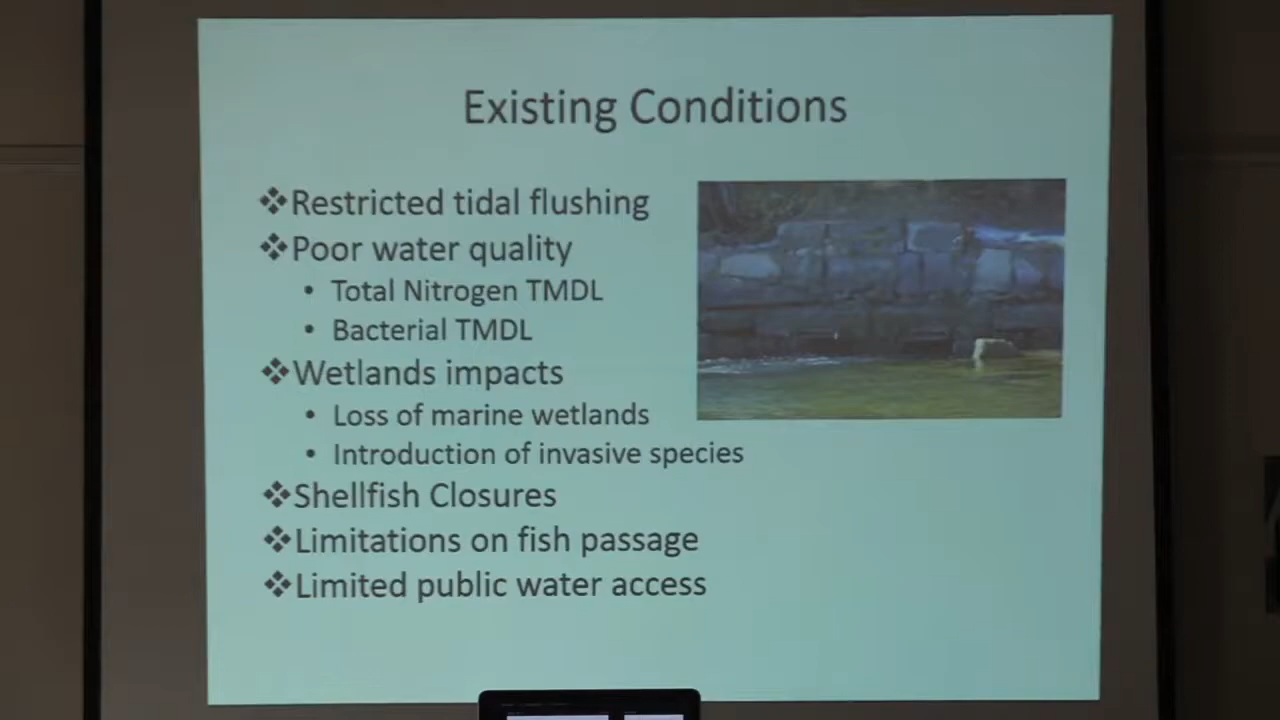 Existing Conditions
❖Restricted tidal flushing
❖Poor water quality
• Total Nitrogen TMDL
• Bacterial TMDL
❖Wetlands impacts
• Loss of marine wetlands
• Introduction of invasive species
❖Shellfish Closures
❖Limitations on fish passage
❖Limited public water access